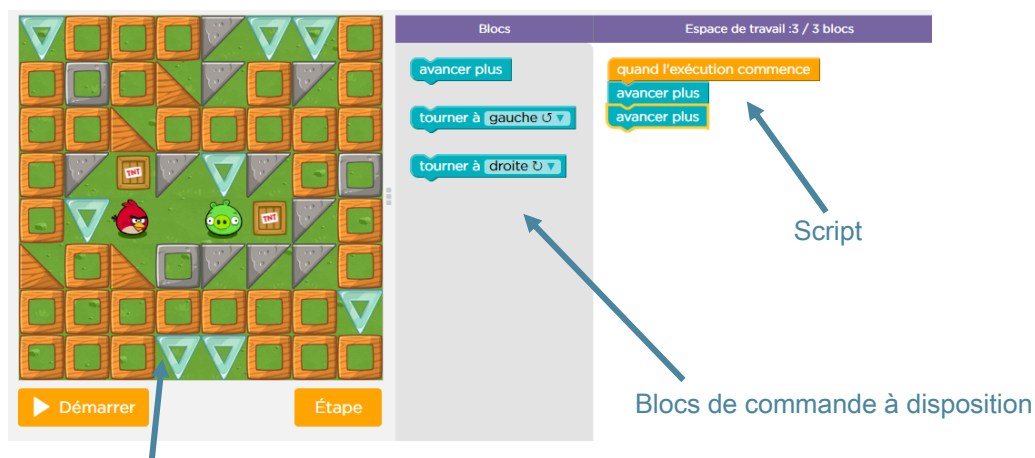 Blocs
Espace de travail :3 / 3 blocs
avancer plus
tourner à gauche ↺ ▼
tourner à droite ↻ ▼
quand l'exécution commence
avancer plus
avancer plus
TNT
TNT
Script
Démarrer
Étape
Blocs de commande à disposition